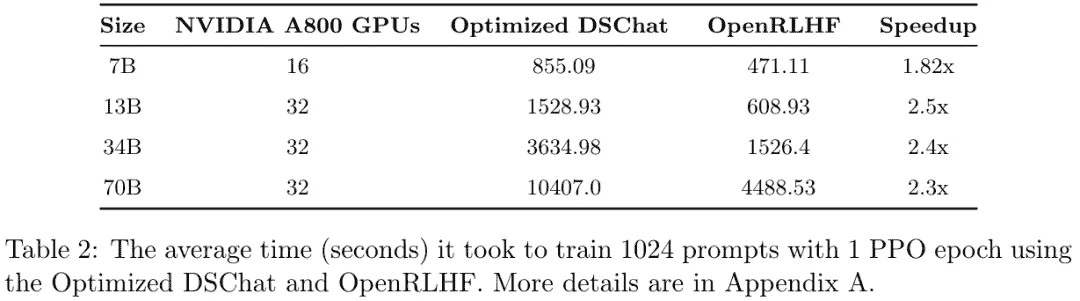 Size NVIDIA A800 GPUs Optimized DSChat OpenRLHF Speedup
7B 16 855.09 471.11 1.82x
13B 32 1528.93 608.93 2.5x
34B 32 3634.98 1526.4 2.4x
70B 32 10407.0 4488.53 2.3x
Table 2: The average time (seconds) it took to train 1024 prompts with 1 PPO epoch using
the Optimized DSChat and OpenRLHF. More details are in Appendix A.